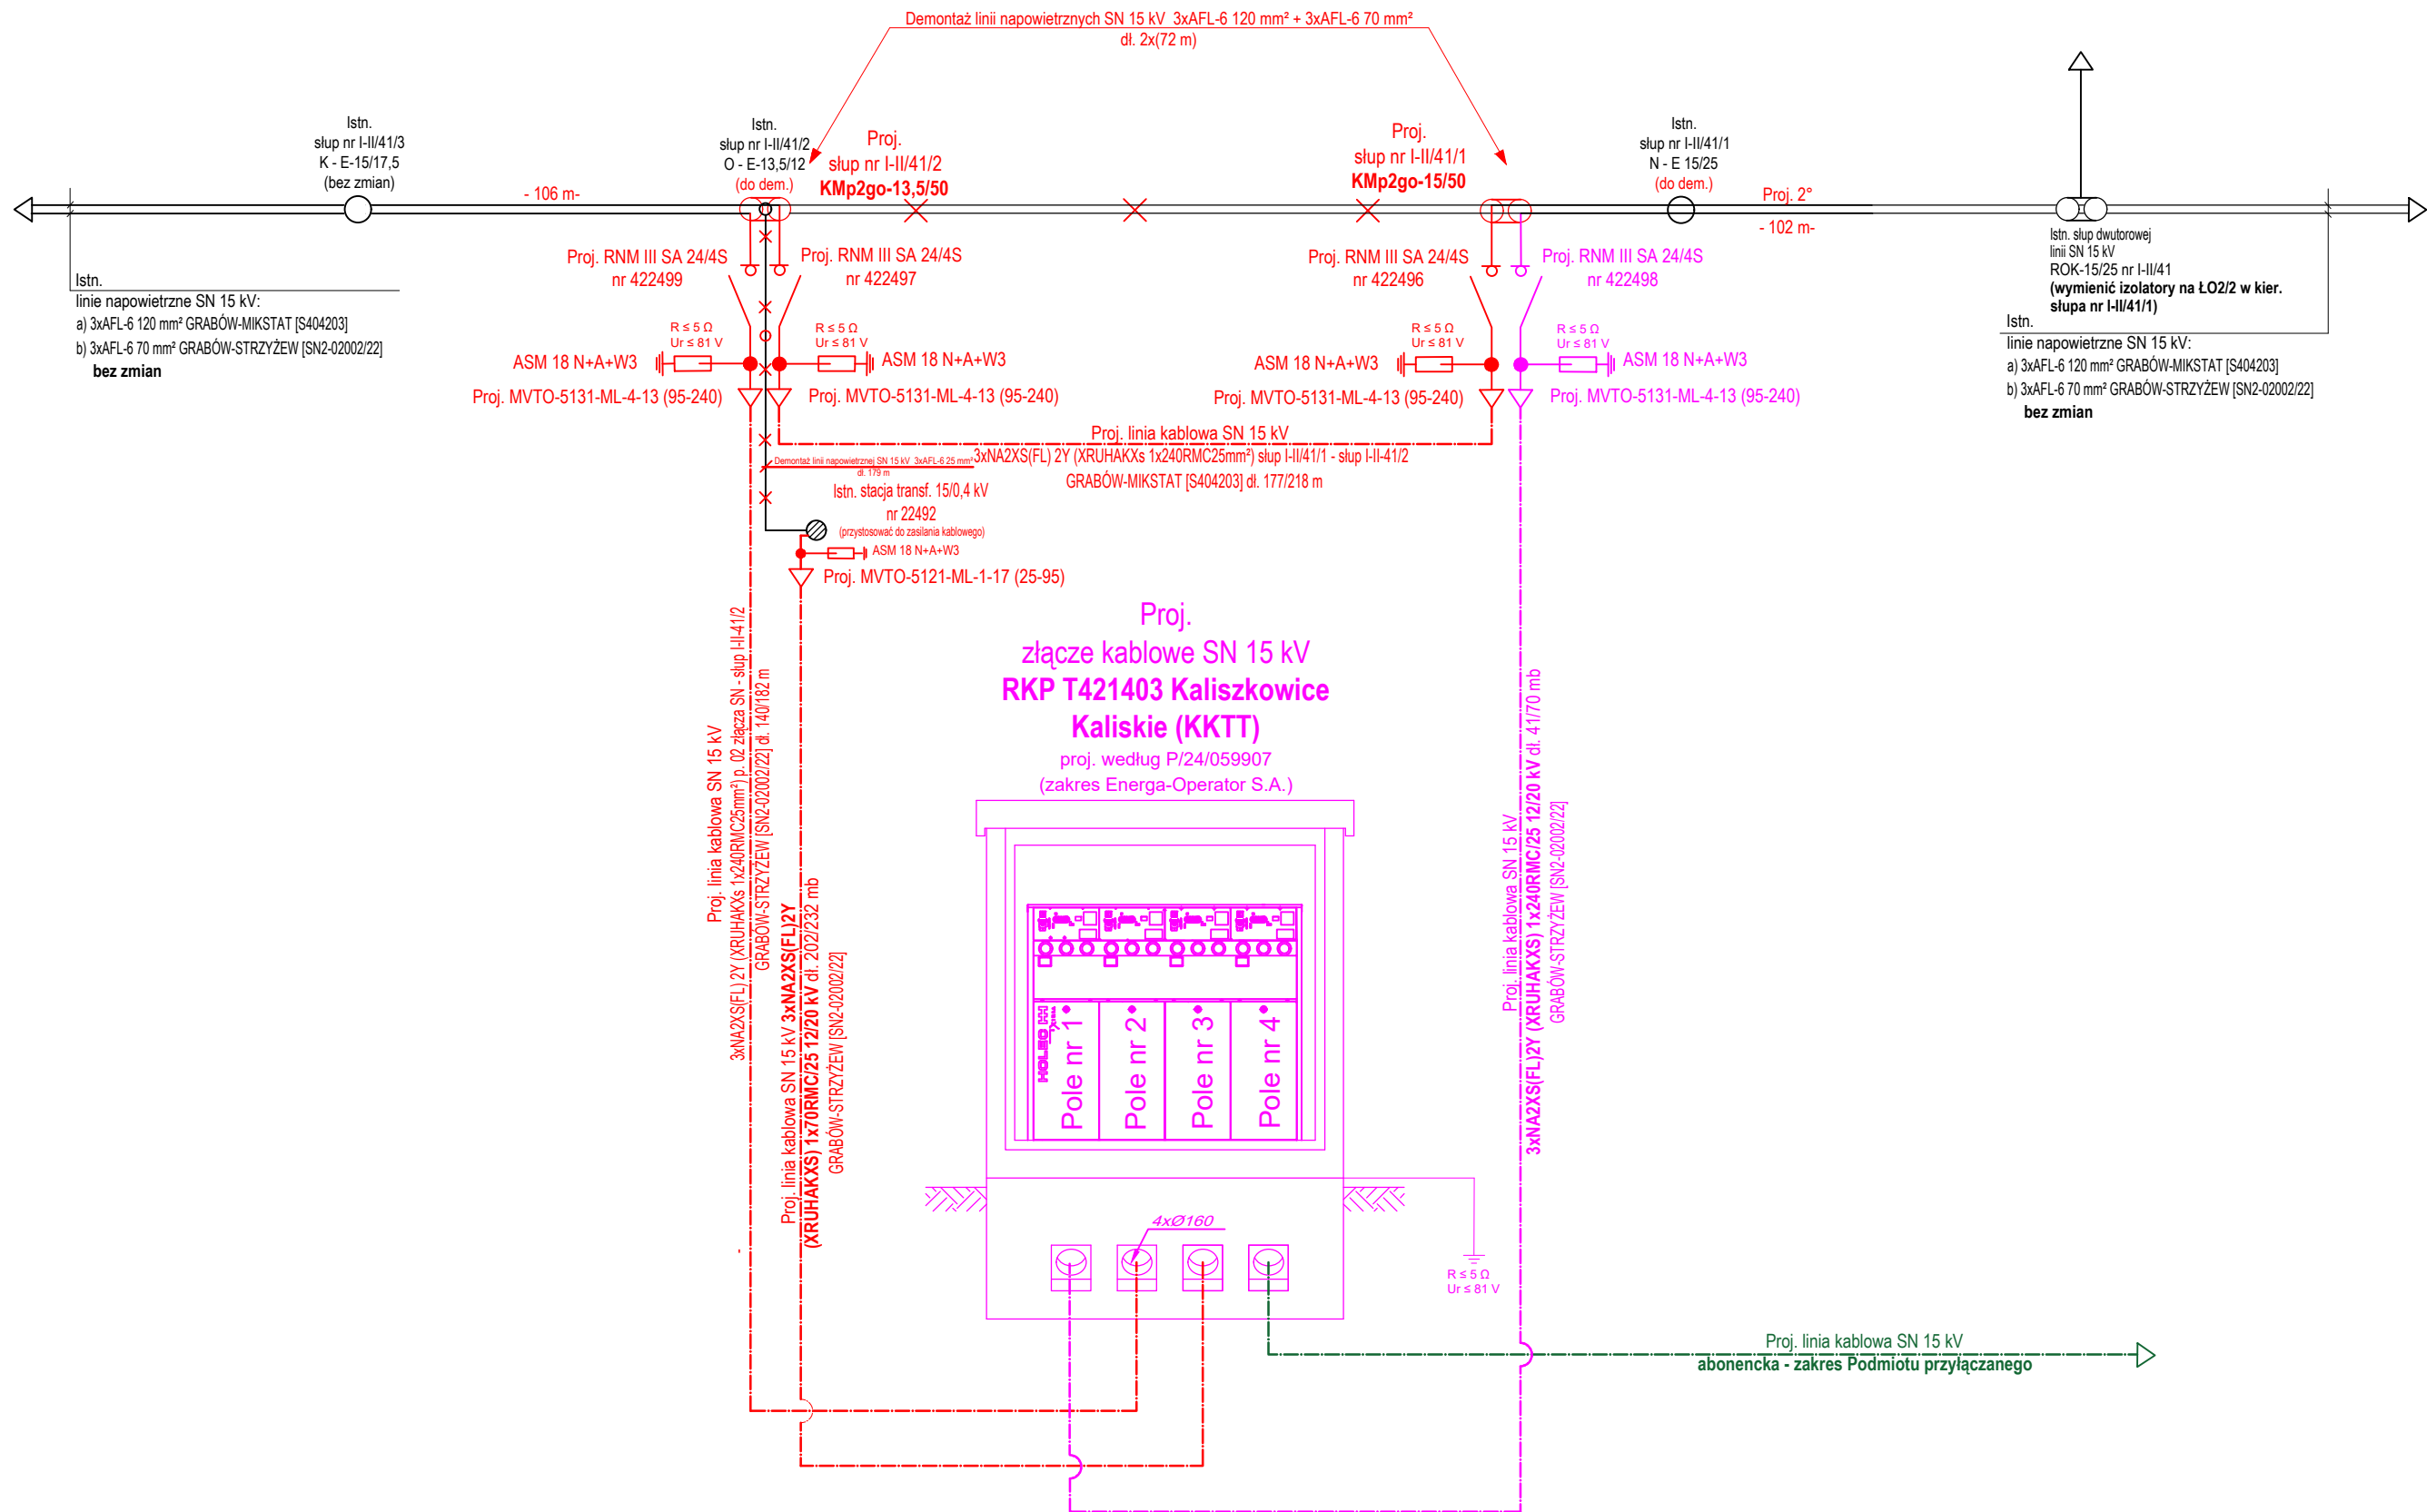 Demontaż linii napowietrznych SN 15 kV  3xAFL-6 120 mm² + 3xAFL-6 70 mm²
dł. 2x(72 m)
Istn.
słup nr I-II/41/3
K - E-15/17,5
(bez zmian)
- 106 m-
Istn.
słup nr I-II/41/2
O - E-13,5/12
(do dem.)
Proj.
słup nr I-II/41/2
KMp2go-13,5/50
Proj.
słup nr I-II/41/1
KMp2go-15/50
Istn.
słup nr I-II/41/1
N - E 15/25
(do dem.)
Proj. 2°
- 102 m-
Istn. słup dwutorowej
linii SN 15 kV
ROK-15/25 nr I-II/41
(wymienić izolatory na ŁO2/2 w kier.
słupa nr I-II/41/1)
Istn.
linie napowietrzne SN 15 kV:
a) 3xAFL-6 120 mm² GRABÓW-MIKSTAT [S404203]
b) 3xAFL-6 70 mm² GRABÓW-STRZYŻEW [SN2-02002/22]
bez zmian
Istn.
linie napowietrzne SN 15 kV:
a) 3xAFL-6 120 mm² GRABÓW-MIKSTAT [S404203]
b) 3xAFL-6 70 mm² GRABÓW-STRZYŻEW [SN2-02002/22]
bez zmian
Proj. RNM III SA 24/4S
nr 422499
Proj. RNM III SA 24/4S
nr 422497
Proj. RNM III SA 24/4S
nr 422496
Proj. RNM III SA 24/4S
nr 422498
R ≤ 5 Ω
Ur ≤ 81 V
R ≤ 5 Ω
Ur ≤ 81 V
R ≤ 5 Ω
Ur ≤ 81 V
R ≤ 5 Ω
Ur ≤ 81 V
ASM 18 N+A+W3
ASM 18 N+A+W3
ASM 18 N+A+W3
ASM 18 N+A+W3
Proj. MVTO-5131-ML-4-13 (95-240)
Proj. MVTO-5131-ML-4-13 (95-240)
Proj. MVTO-5131-ML-4-13 (95-240)
Proj. MVTO-5131-ML-4-13 (95-240)
Proj. linia kablowa SN 15 kV
3xNA2XS(FL) 2Y (XRUHAKXs 1x240RMC25mm²) słup I-II/41/1 - słup I-II-41/2
GRABÓW-MIKSTAT [S404203] dł. 177/218 m
Demontaż linii napowietrznej SN 15 kV  3xAFL-6 25 mm²
dł. 179 m
Istn. stacja transf. 15/0,4 kV
nr 22492
(przystosować do zasilania kablowego)
ASM 18 N+A+W3
Proj. MVTO-5121-ML-1-17 (25-95)
Proj.
złącze kablowe SN 15 kV
RKP T421403 Kaliszkowice
Kaliskie (KKTT)
proj. według P/24/059907
(zakres Energa-Operator S.A.)
Proj. linia kablowa SN 15 kV
3xNA2XS(FL) 2Y (XRUHAKXs 1x240RMC25mm²) p. 02 złącza SN - słup I-II-41/2
GRABÓW-STRZYŻEW [SN2-02002/22] dł. 140/182 m
Proj. linia kablowa SN 15 kV 3xNA2XS(FL)2Y
(XRUHAKXS) 1x70RMC/25 12/20 kV dł. 202/232 mb
GRABÓW-STRZYŻEW [SN2-02002/22]
Proj. linia kablowa SN 15 kV
3xNA2XS(FL)2Y (XRUHAKXS) 1x240RMC/25 12/20 kV dł. 41/70 mb
GRABÓW-STRZYŻEW [SN2-02002/22]
HOLEC
Pole nr 1
Pole nr 2
Pole nr 3
Pole nr 4
4xØ160
R ≤ 5 Ω
Ur ≤ 81 V
Proj. linia kablowa SN 15 kV
abonencka - zakres Podmiotu przyłączanego